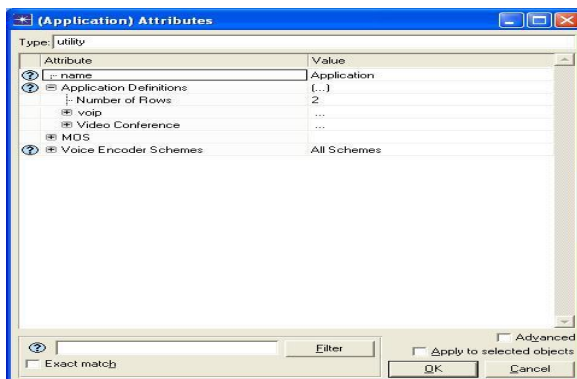 (Application) Attributes
Type: utility
Attribute Value
name Application
Application Definitions (...)
Number of Rows 2
voip ...
Video Conference ...
MOS
Voice Encoder Schemes All Schemes
Advanced
Filter Apply to selected objects
Exact match OK Cancel